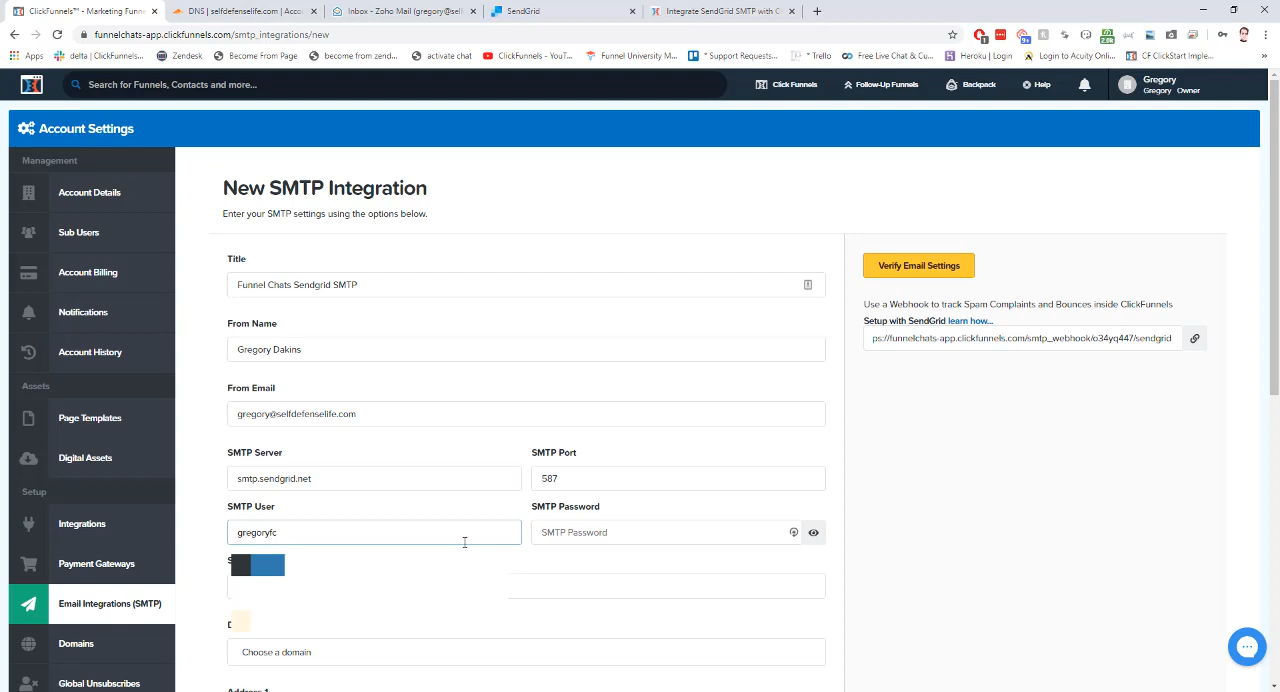 ClickFunnels™ - Marketing Funn
DNS | selfdefenselife.com | Acco
Inbox - Zoho Mail (gregory@self
SendGrid
Integrate SendGrid SMTP with C
funnelchats-app.clickfunnels.com/smtp_integrations/new
Apps
delta | ClickFunnels...
Zendesk
Become From Page
become from zend...
activate chat
ClickFunnels - YouT...
Funnel University M...
* Support Requests...
* Trello
Free Live Chat & Cu...
Heroku | Login
Login to Acuity Onli...
CF ClickStart Imple...
Search for Funnels, Contacts and more...
Click Funnels
Follow-Up Funnels
Backpack
Help
Gregory
Gregory Owner
Account Settings
Management
Account Details
Sub Users
Account Billing
Notifications
Account History
Assets
Page Templates
Digital Assets
Setup
Integrations
Payment Gateways
Email Integrations (SMTP)
Domains
Global Unsubscribes
New SMTP Integration
Enter your SMTP settings using the options below.
Title
Funnel Chats Sendgrid SMTP
From Name
Gregory Dakins
From Email
gregory@selfdefenselife.com
SMTP Server
SMTP Port
smtp.sendgrid.net
587
SMTP User
SMTP Password
gregoryfc
SMTP Password
Choose a domain
Address 1
Verify Email Settings
Use a Webhook to track Spam Complaints and Bounces inside ClickFunnels
Setup with SendGrid learn how...
ps://funnelchats-app.clickfunnels.com/smtp_webhook/o34yq447/sendgrid